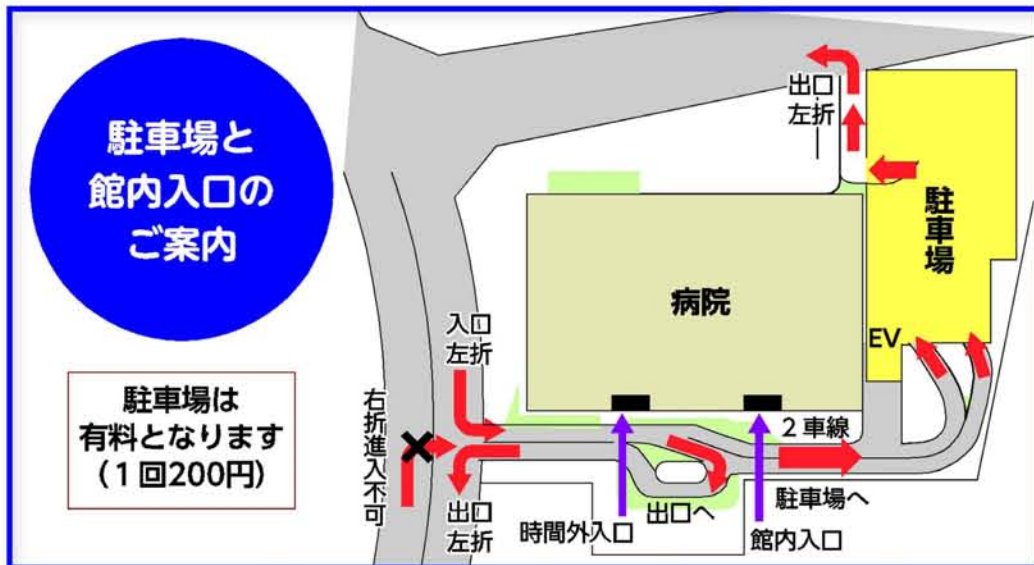 駐車場と
館内入口の
ご案内
駐車場は
有料となります
（1回200円）
出口
左折
駐車場
病院
EV
入口
左折
右折進入不可
2車線
駐車場へ
出口へ
出口
左折
時間外入口
館内入口